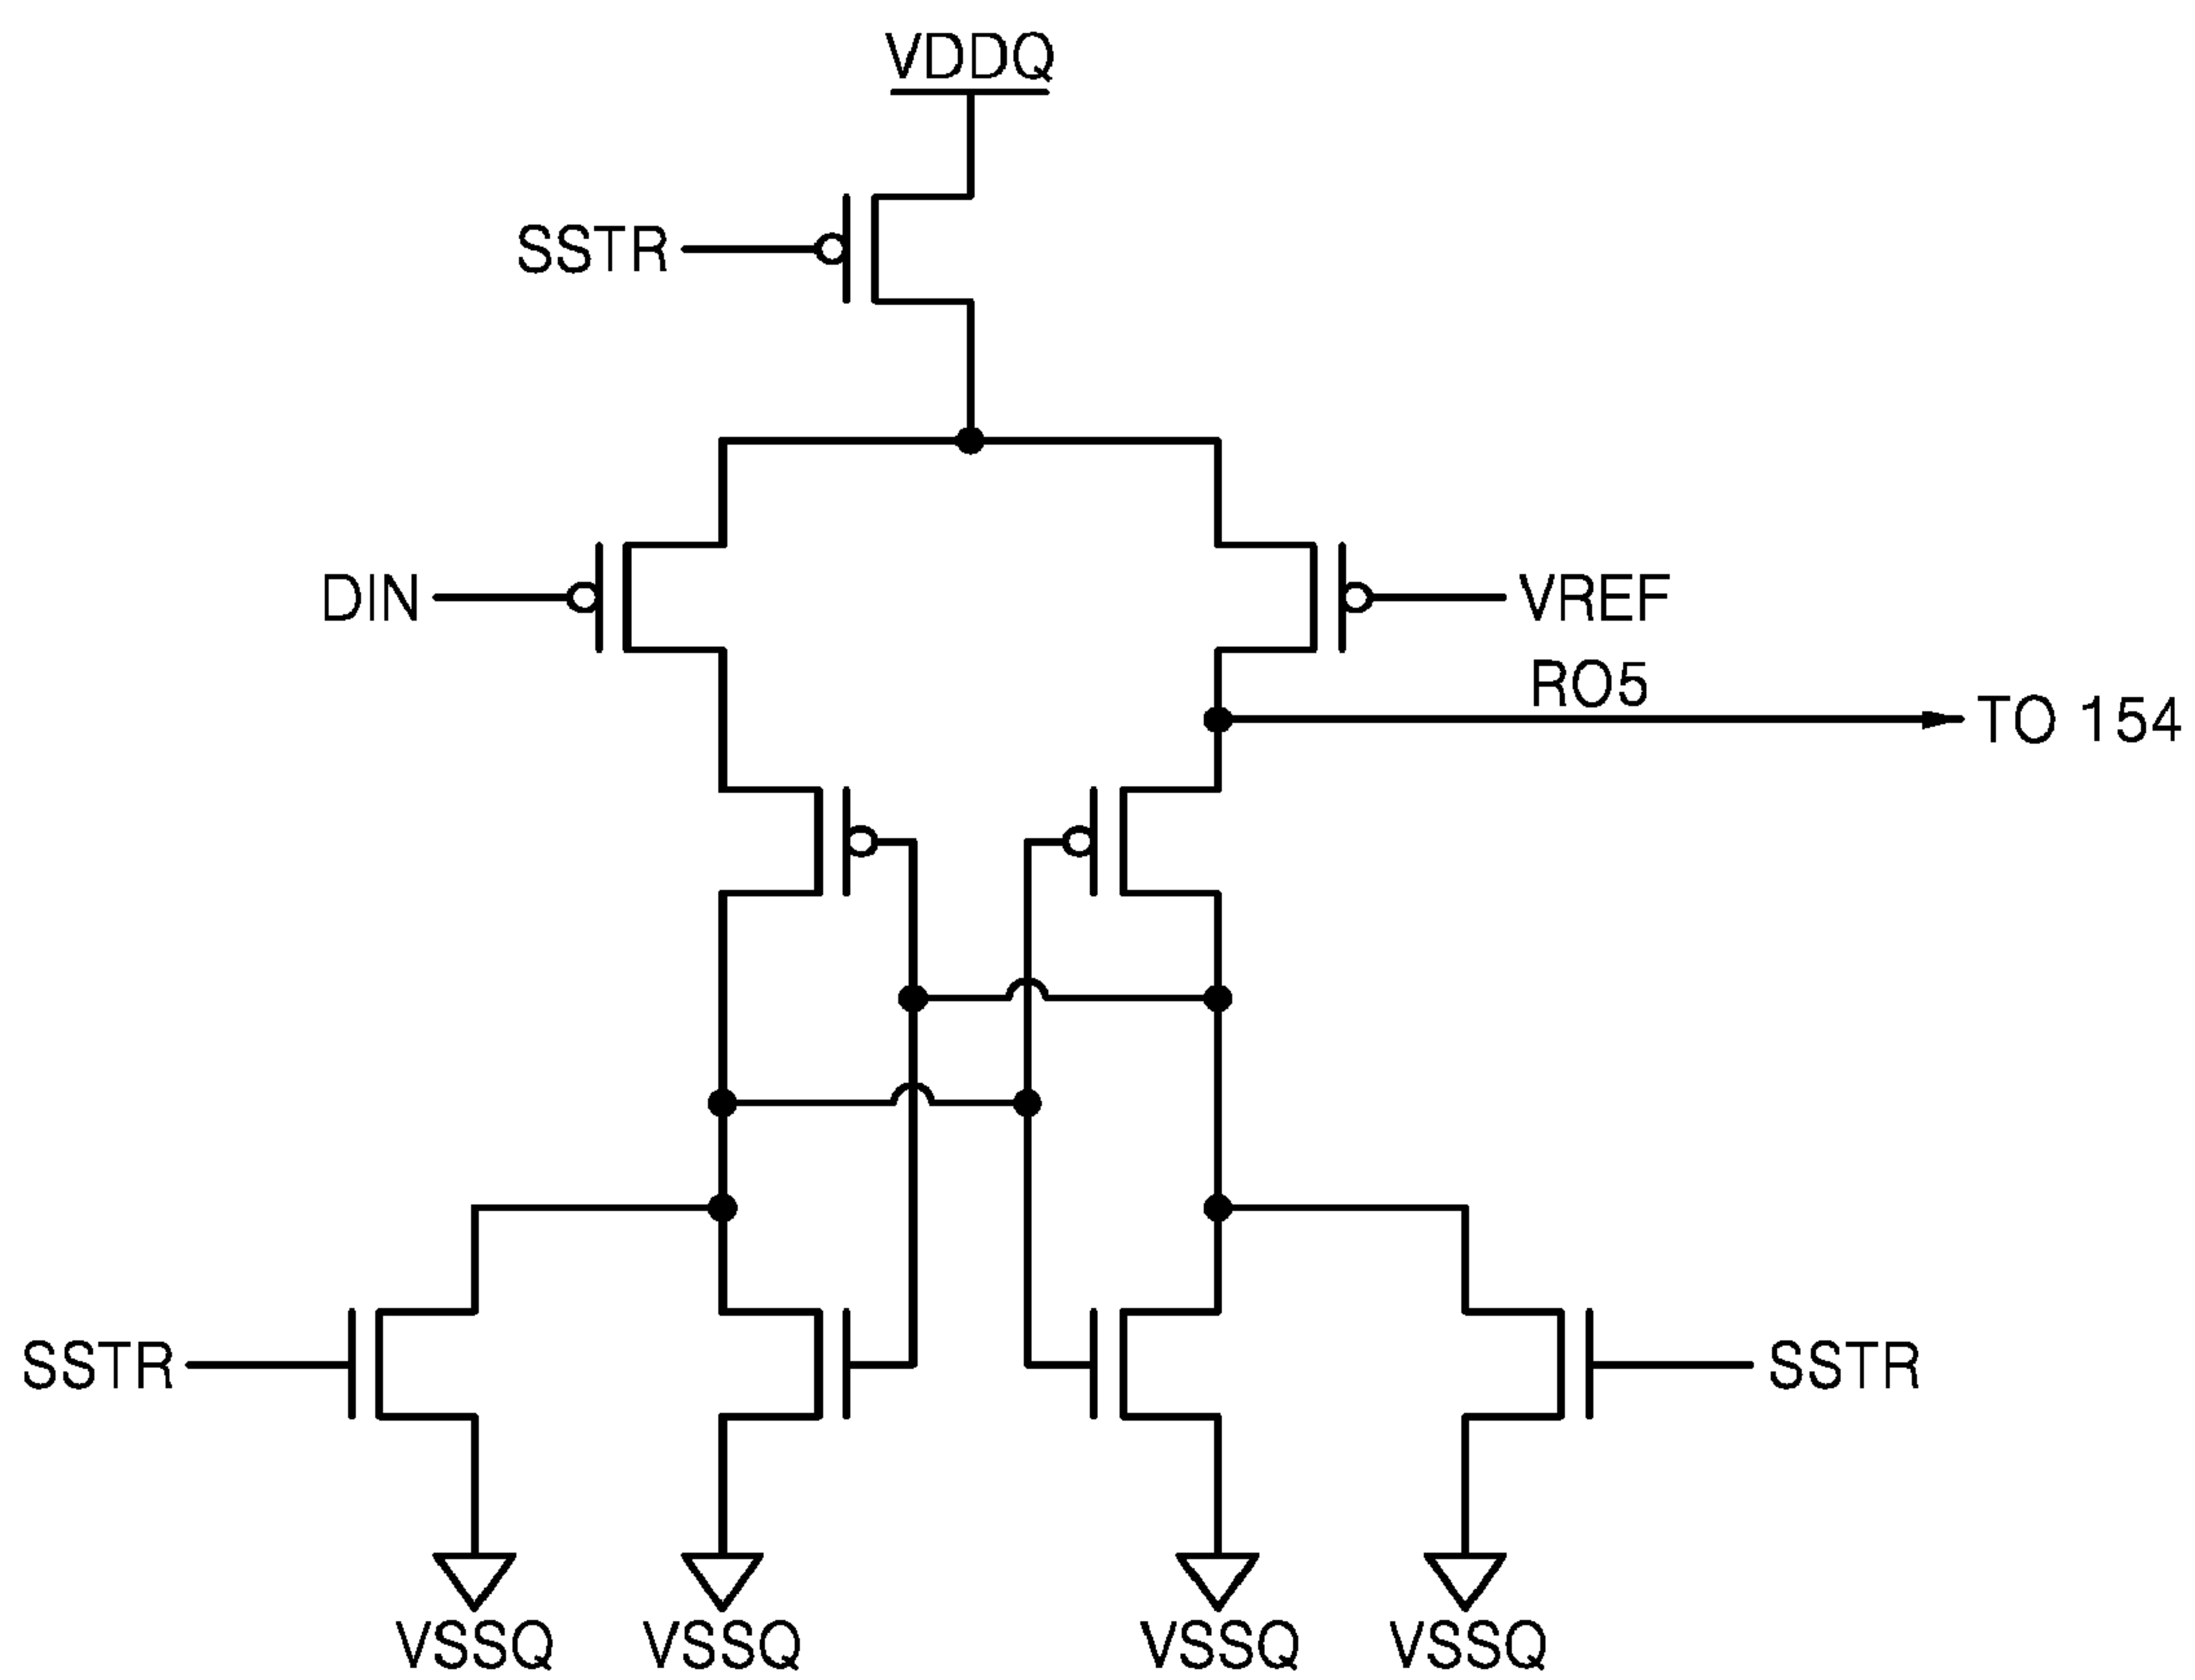 VDDQ
SSTR
DIN
VREF
RO5
TO 154
SSTR
SSTR
VSSQ
VSSQ
VSSQ
VSSQ